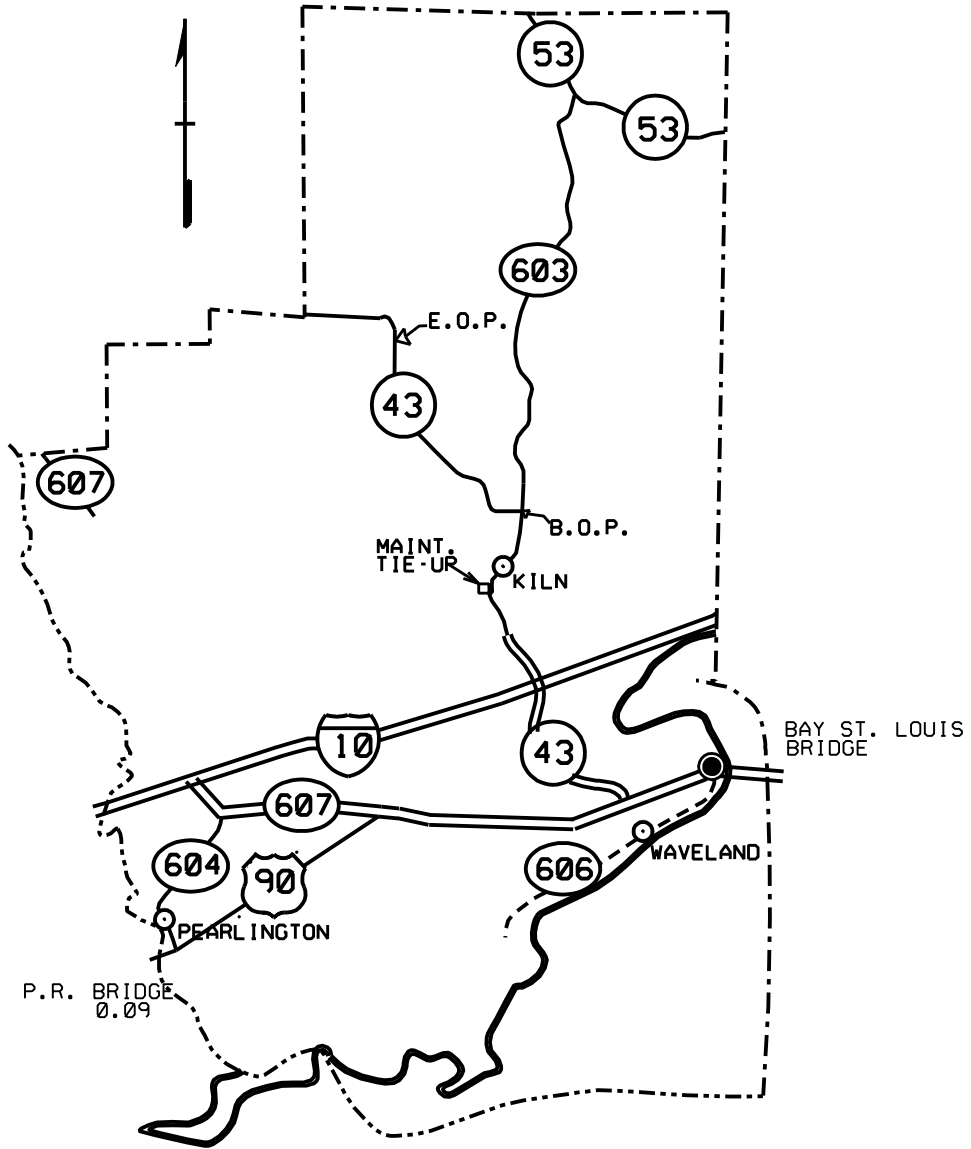 53
53
603
E.O.P.
43
607
B.O.P.
MAINT.
TIE-UP
KILN
BAY ST. LOUIS
BRIDGE
10
43
607
WAVELAND
604
90
606
PEARLINGTON
P.R. BRIDGE
0.09